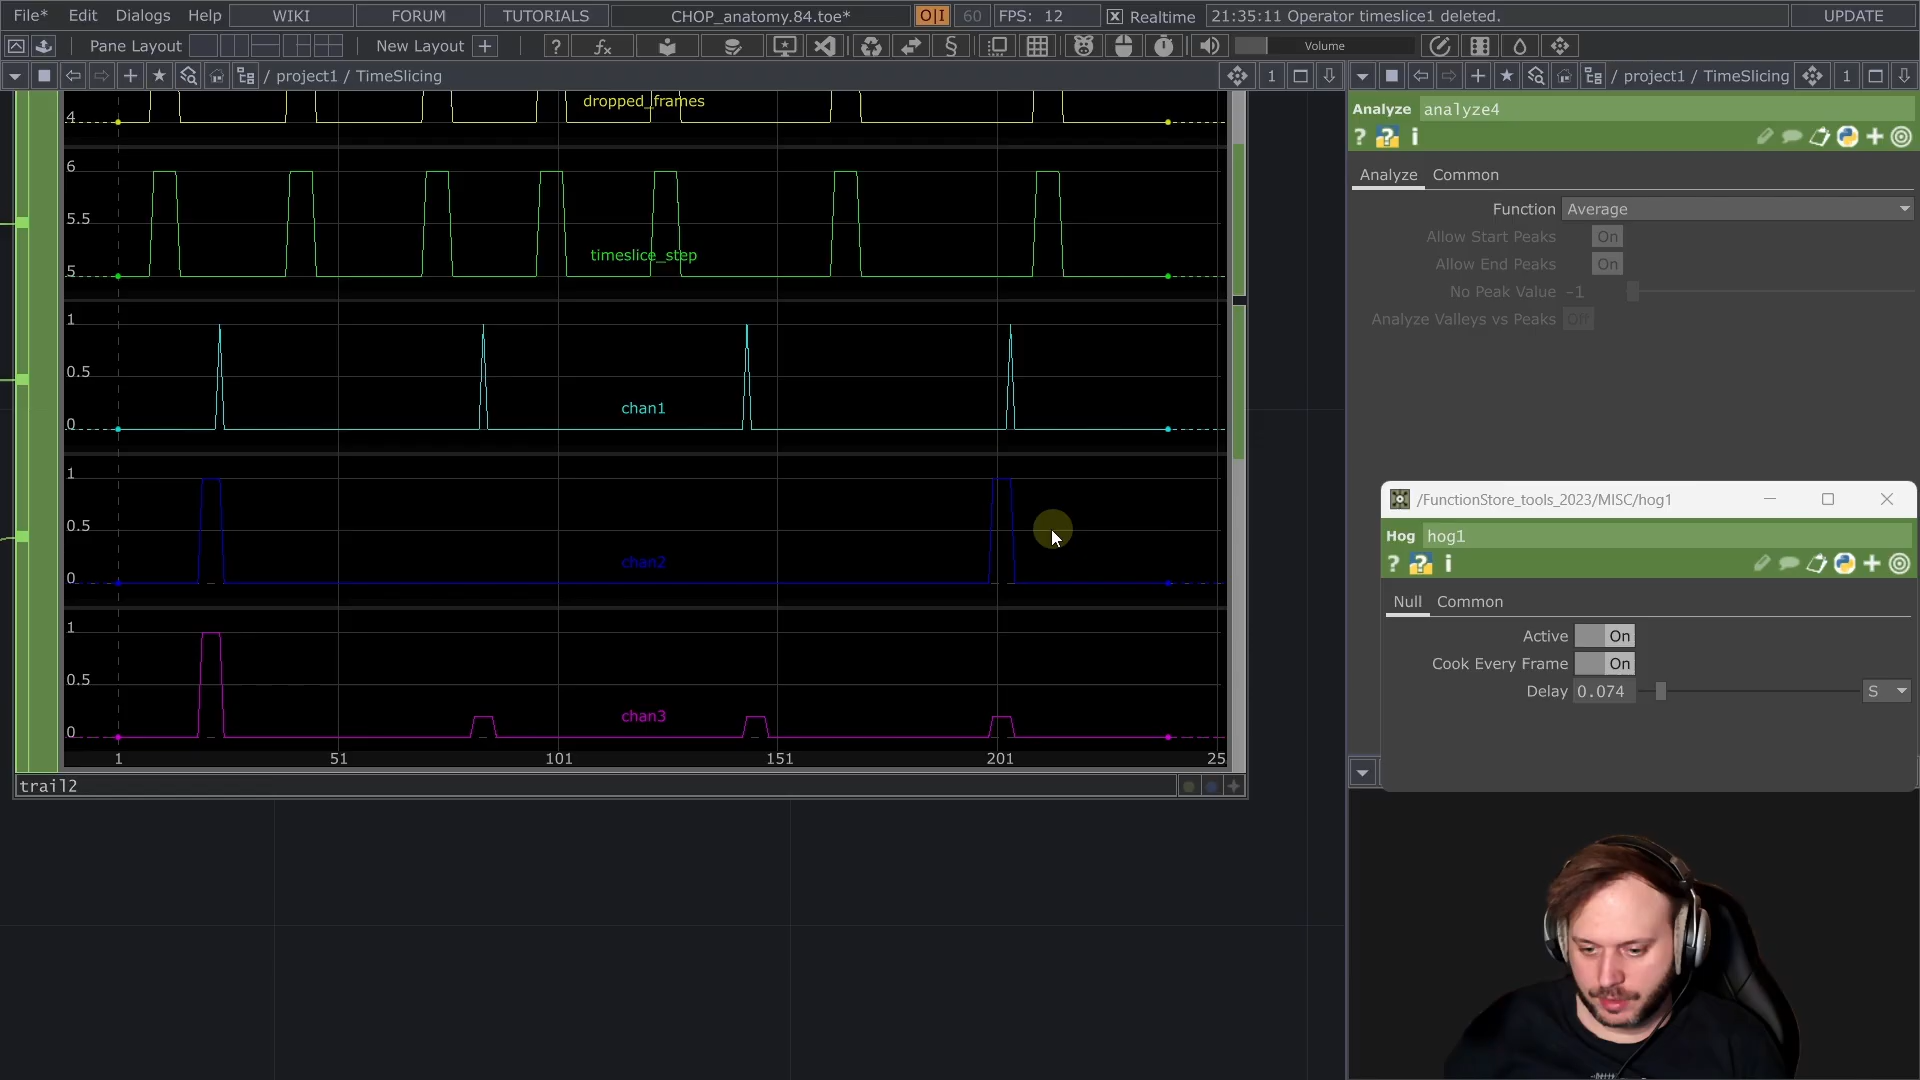 File* Edit Dialogs Help WIKI FORUM TUTORIALS CHOP_anatomy.84.toe* O|I 60 FPS: 12 Realtime 21:35:11 Operator timeslice1 deleted. UPDATE
Pane Layout New Layout + ? Volume
/ project1 / TimeSlicing 1
/ project1 / TimeSlicing 1
Analyze analyze4
Analyze Common
Function Average
Allow Start Peaks On
Allow End Peaks On
No Peak Value -1
Analyze Valleys vs Peaks Off
4 dropped_frames
6
5.5
timeslice_step
5
1
0.5
chan1
0
1
0.5
chan2
0
1
0.5
chan3
0
1 51 101 151 201 25
trail2
/FunctionStore_tools_2023/MISC/hog1
Hog hog1
Null Common
Active On
Cook Every Frame On
Delay 0.074 S